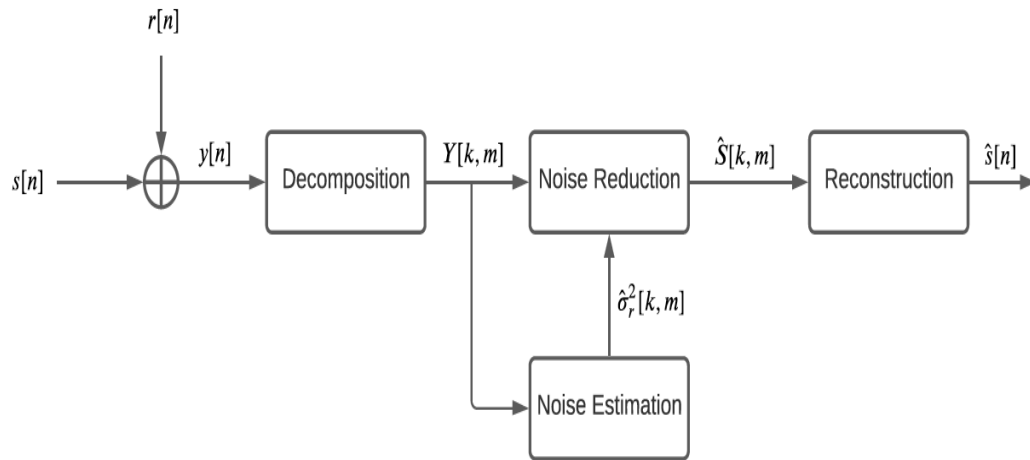 r[n]
s[n]
y[n]
Decomposition
Y[k, m]
Noise Reduction
Ŝ[k, m]
Reconstruction
ŝ[n]
σ̂²ᵣ[k, m]
Noise Estimation